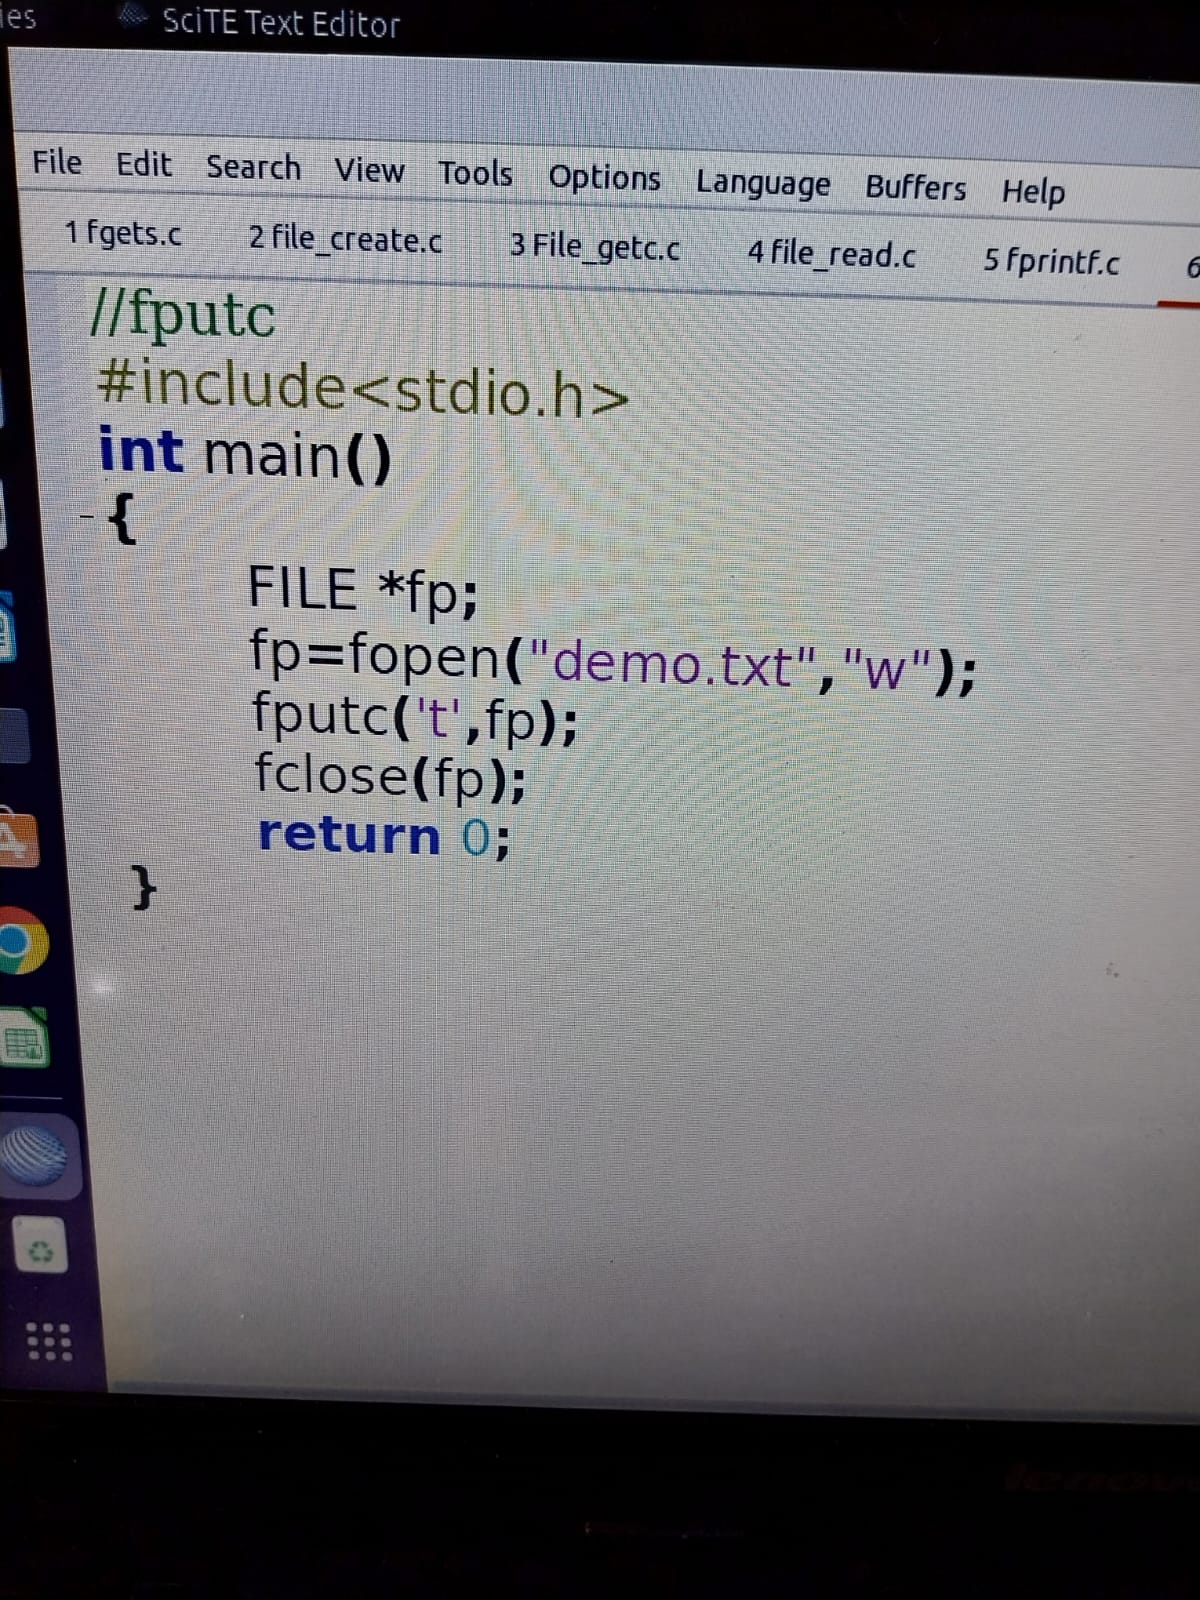 ies SciTE Text Editor
File Edit Search View Tools Options Language Buffers Help
1 fgets.c 2 file_create.c 3 File_getc.c 4 file_read.c 5 fprintf.c 6
//fputc
#include<stdio.h>
int main()
{
FILE *fp;
fp=fopen("demo.txt","w");
fputc('t',fp);
fclose(fp);
return 0;
}
lenovo